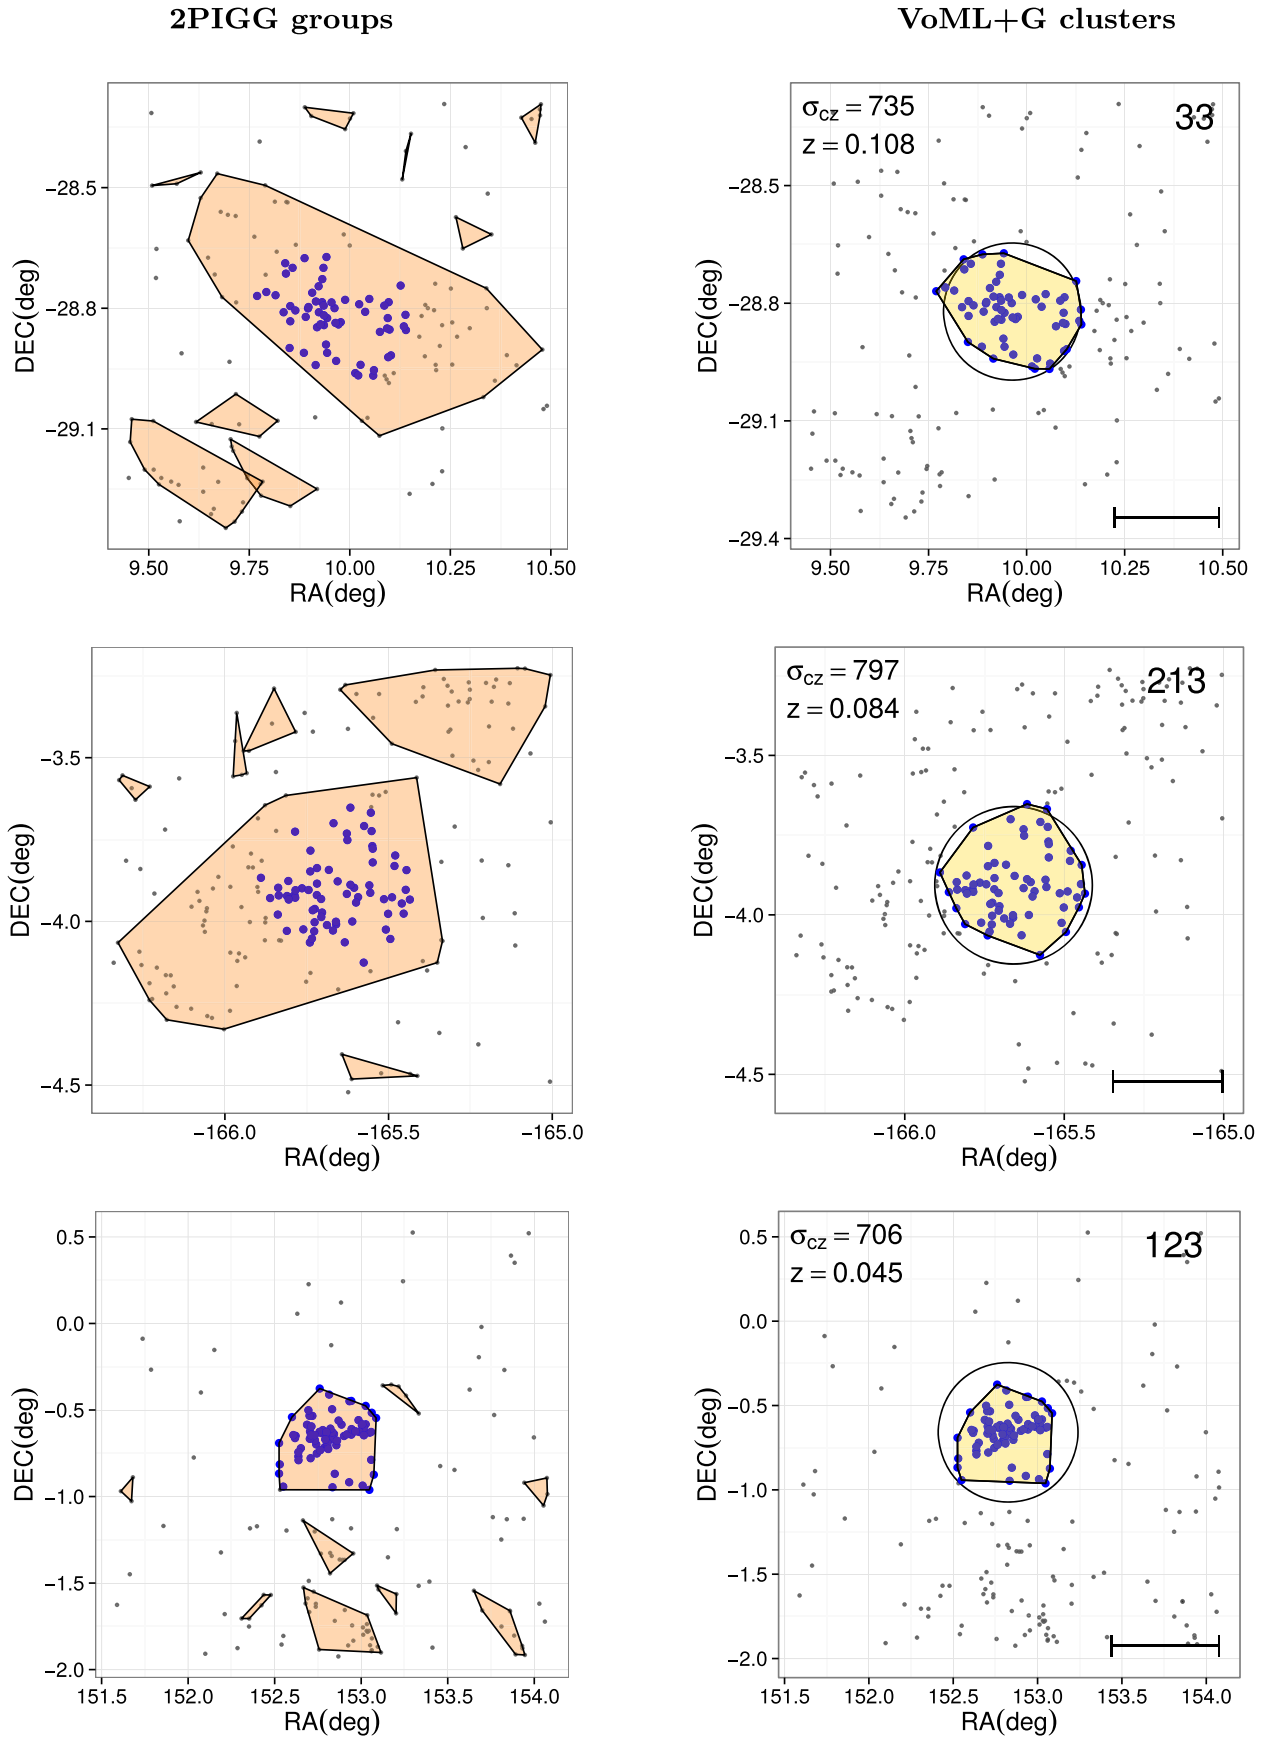 2PIGG groups
VoML+G clusters
DEC(deg)
−28.5
−28.8
−29.1
9.50 9.75 10.00 10.25 10.50
RA(deg)
σcz = 735
z = 0.108
33
DEC(deg)
−28.5
−28.8
−29.1
−29.4
9.50 9.75 10.00 10.25 10.50
RA(deg)
DEC(deg)
−3.5
−4.0
−4.5
−166.0 −165.5 −165.0
RA(deg)
σcz = 797
z = 0.084
213
DEC(deg)
−3.5
−4.0
−4.5
−166.0 −165.5 −165.0
RA(deg)
DEC(deg)
0.5
0.0
−0.5
−1.0
−1.5
−2.0
151.5 152.0 152.5 153.0 153.5 154.0
RA(deg)
σcz = 706
z = 0.045
123
DEC(deg)
0.5
0.0
−0.5
−1.0
−1.5
−2.0
151.5 152.0 152.5 153.0 153.5 154.0
RA(deg)